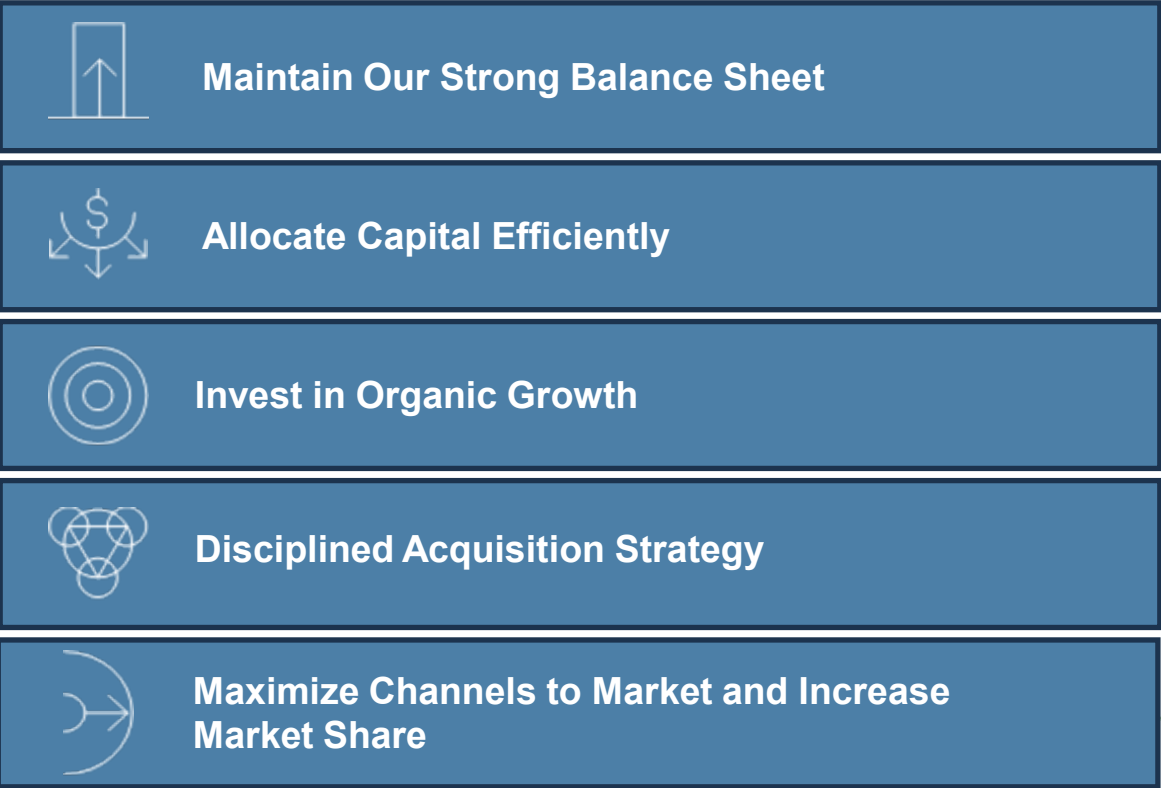 Maintain Our Strong Balance Sheet
$
Allocate Capital Efficiently
Invest in Organic Growth
Disciplined Acquisition Strategy
Maximize Channels to Market and Increase
Market Share